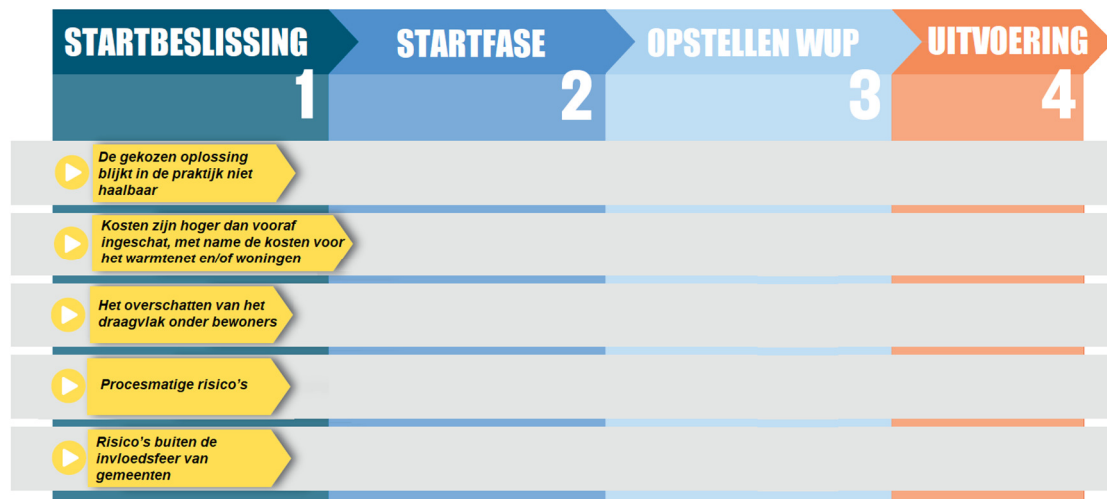 STARTBESLISSING
STARTFASE
OPSTELLEN WUP
UITVOERING
1
2
3
4
De gekozen oplossing
blijkt in de praktijk niet
haalbaar
Kosten zijn hoger dan vooraf
ingeschat, met name de kosten voor
het warmtenet en/of woningen
Het overschatten van het
draagvlak onder bewoners
Procesmatige risico's
Risico's buiten de
invloedsfeer van
gemeenten